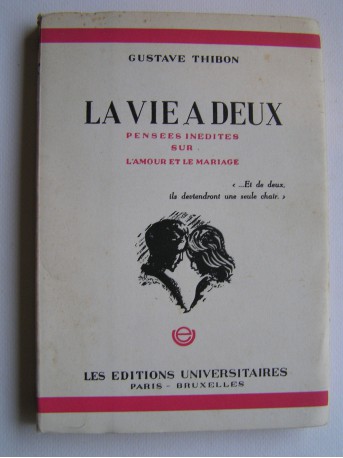 GUSTAVE THIBON
LA VIE A DEUX
PENSEES INEDITES
SUR
L'AMOUR ET LE MARIAGE
« ...Et de deux,
ils deviendront une seule chair. »
LES EDITIONS UNIVERSITAIRES
PARIS - BRUXELLES